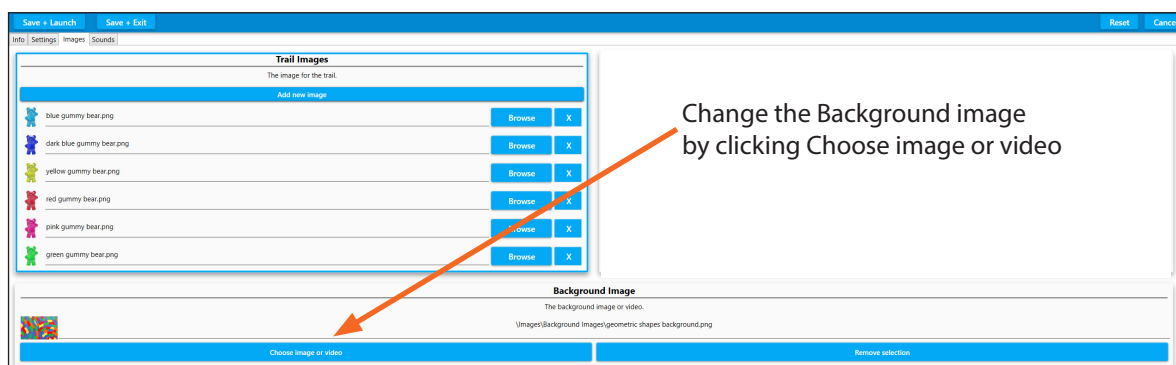 Save + Launch Save + Exit Reset Cance
Info Settings Images Sounds
Trail Images
The image for the trail.
Add new image
blue gummy bear.png Browse X
dark blue gummy bear.png Browse X
yellow gummy bear.png Browse X
red gummy bear.png Browse X
pink gummy bear.png Browse X
green gummy bear.png Browse X
Change the Background image
by clicking Choose image or video
Background Image
The background image or video.
\Images\Background Images\geometric shapes background.png
Choose image or video Remove selection